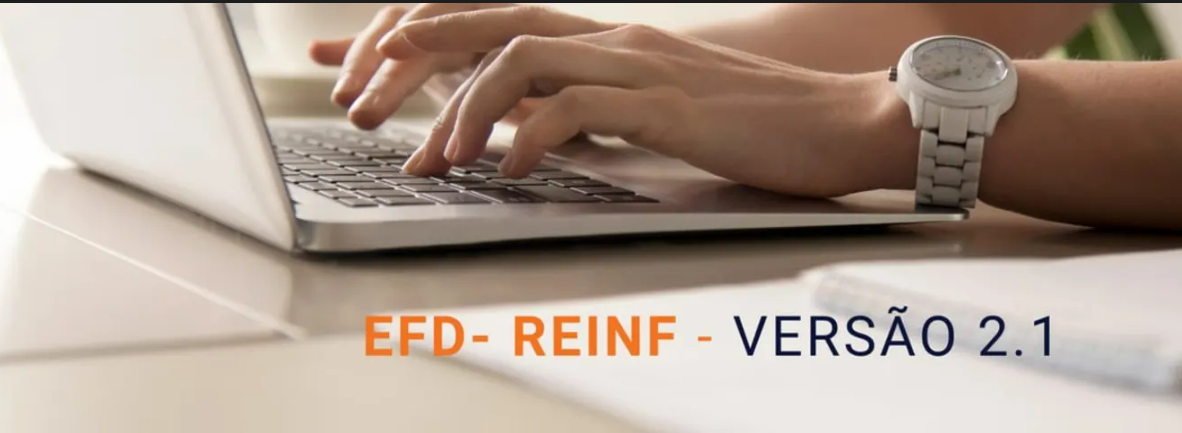 EFD- REINF - VERSÃO 2.1